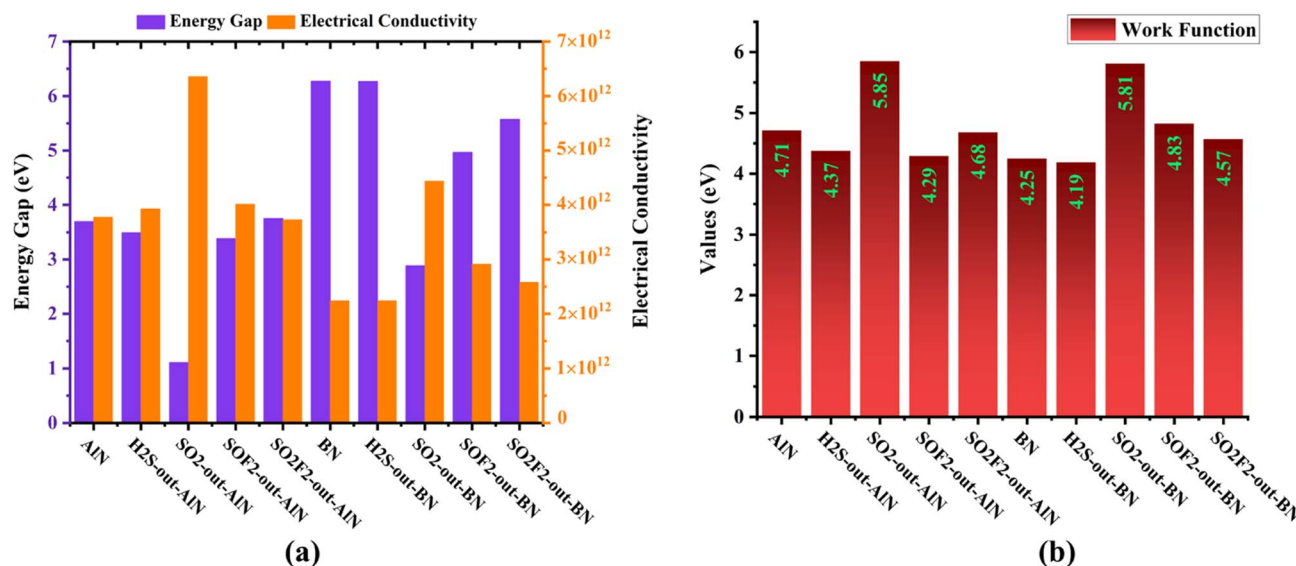 Energy Gap Electrical Conductivity
Energy Gap (eV)
7
6
5
4
3
2
1
0
7×10¹²
6×10¹²
5×10¹²
4×10¹²
3×10¹²
2×10¹²
1×10¹²
0
Electrical Conductivity
AlN
H2S-out-AlN
SO2-out-AlN
SOF2-out-AlN
SO2F2-out-AlN
BN
H2S-out-BN
SO2-out-BN
SOF2-out-BN
SO2F2-out-BN
(a)
Work Function
Values (eV)
6
5
4
3
2
1
0
4.71
4.37
5.85
4.29
4.68
4.25
4.19
5.81
4.83
4.57
AlN
H2S-out-AlN
SO2-out-AlN
SOF2-out-AlN
SO2F2-out-AlN
BN
H2S-out-BN
SO2-out-BN
SOF2-out-BN
SO2F2-out-BN
(b)